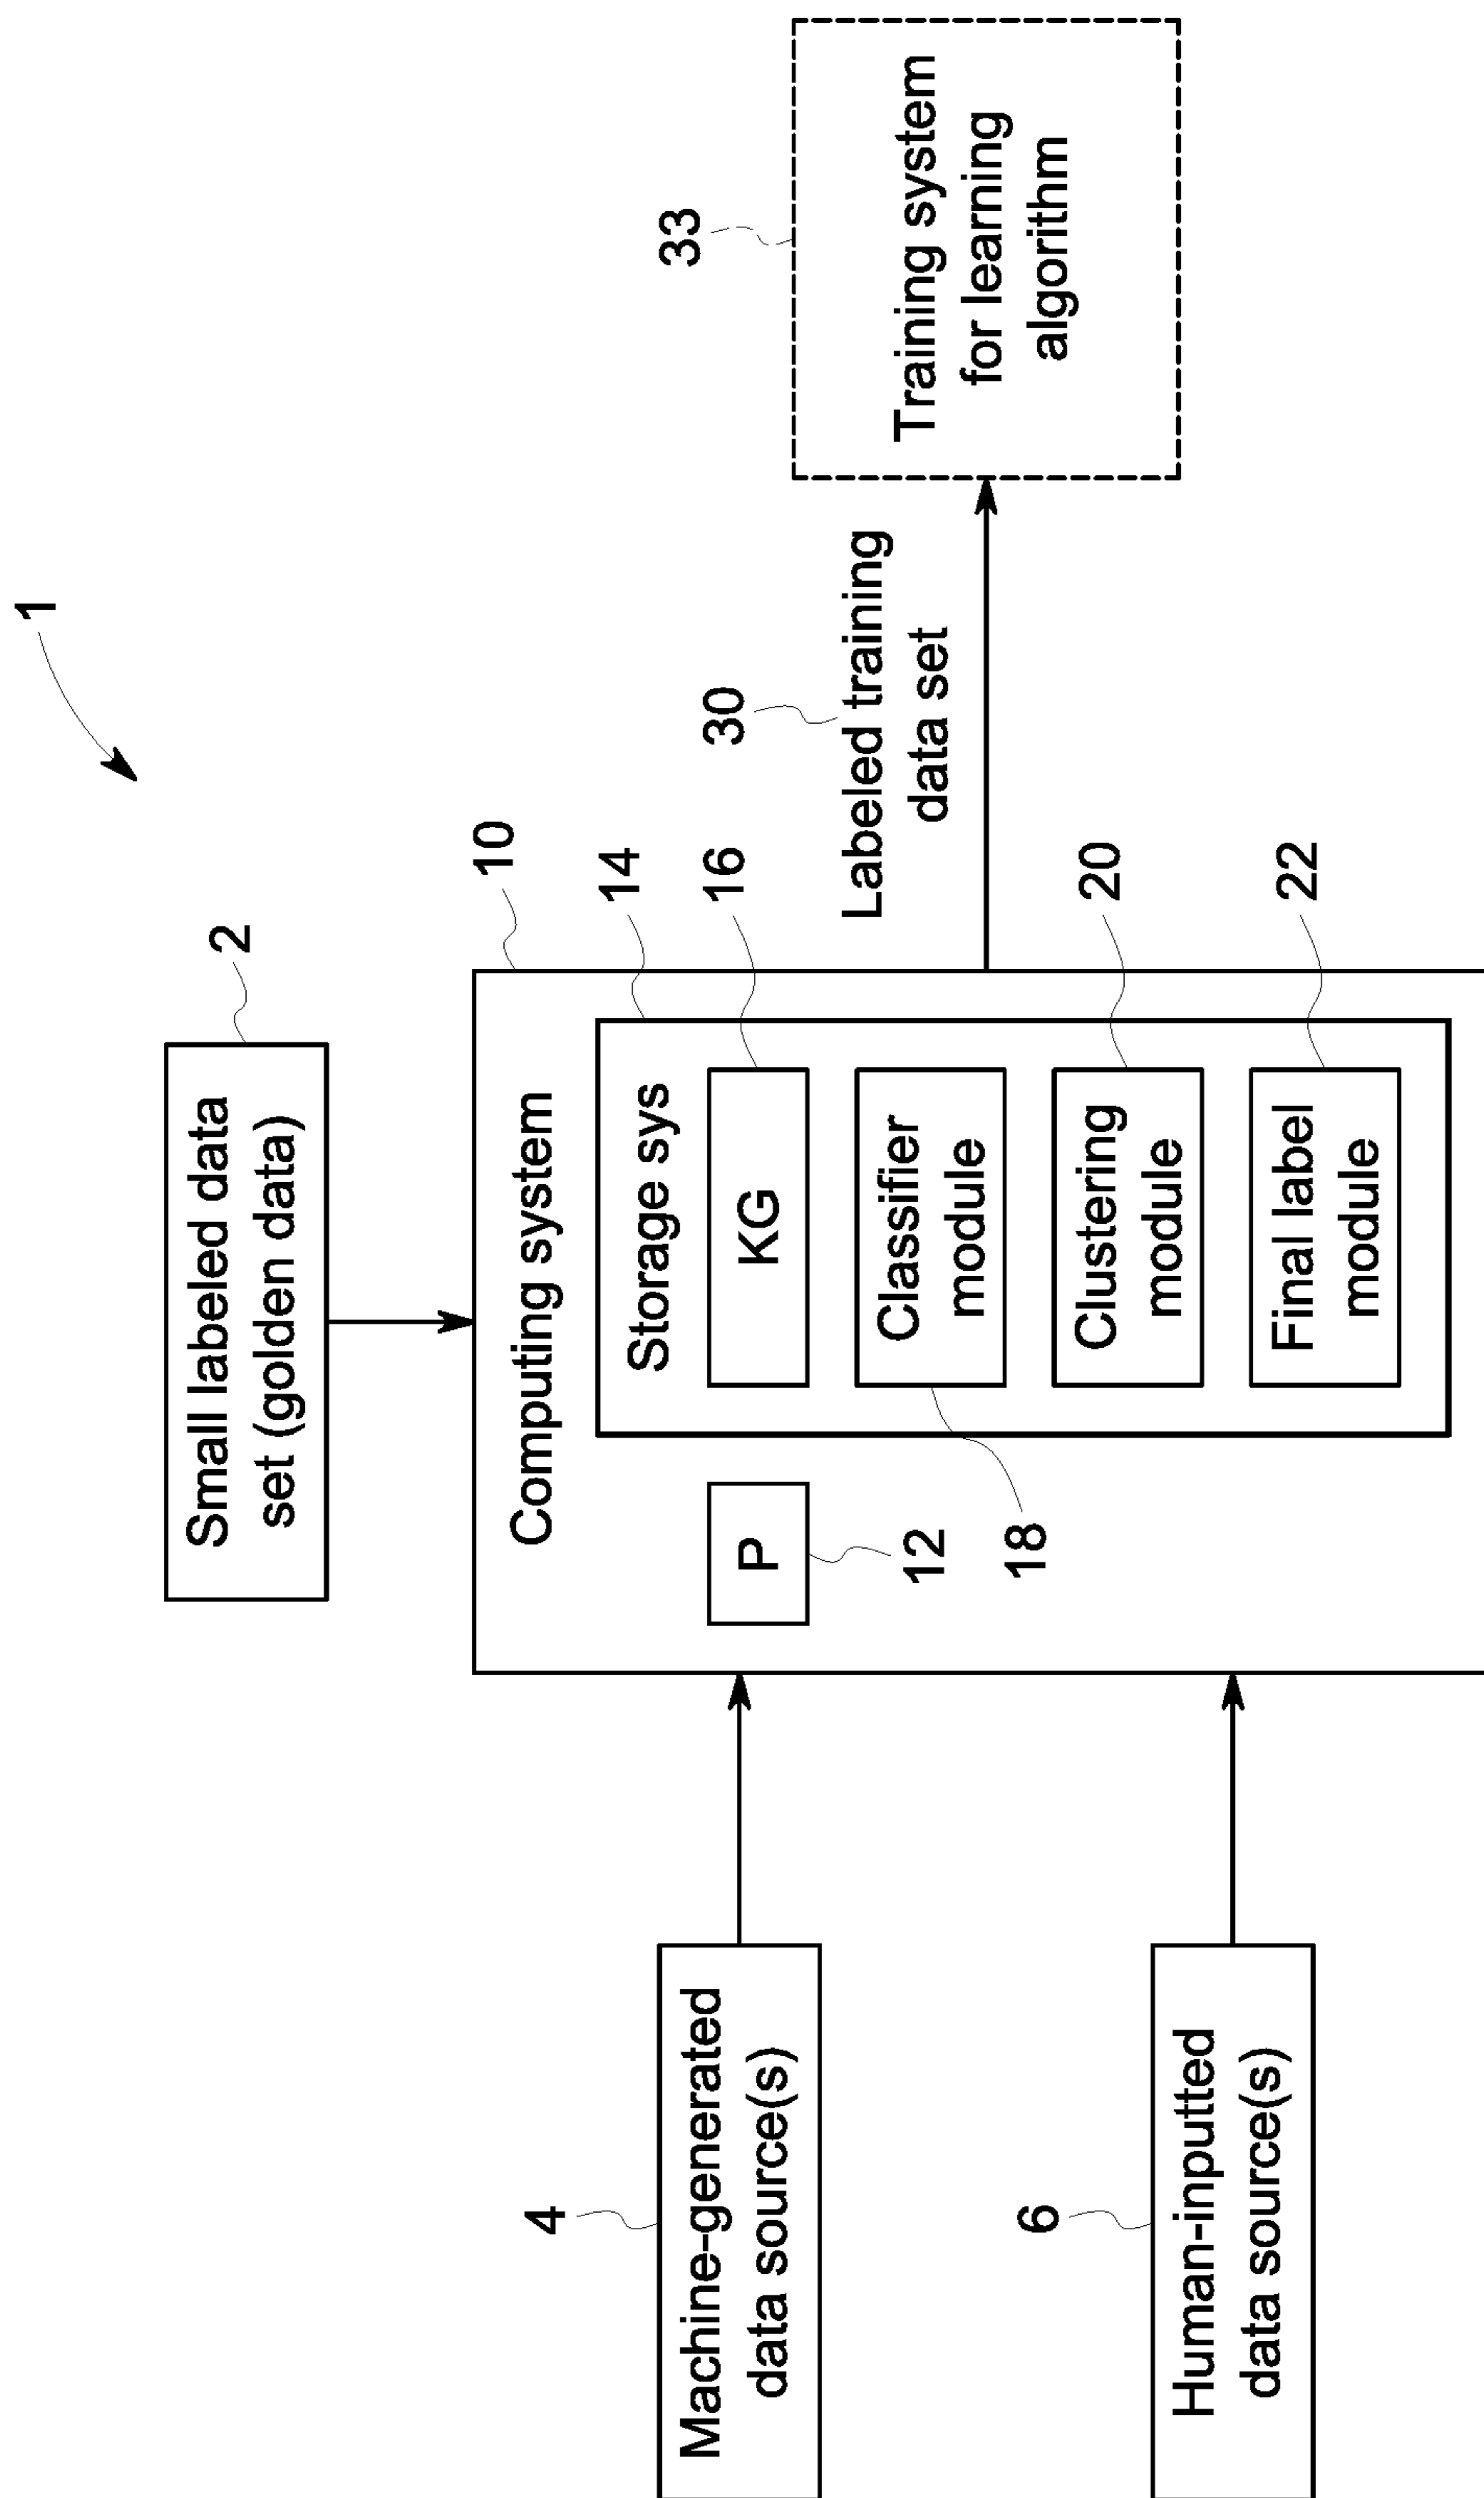 1
2
Small labeled data
set (golden data)
10
Computing system
14
Storage sys
4
Machine-generated
data source(s)
P
12
KG
16
18
Classifier
module
30
Labeled training
data set
33
Training system
for learning
algorithm
6
Human-inputted
data source(s)
20
Clustering
module
22
Final label
module